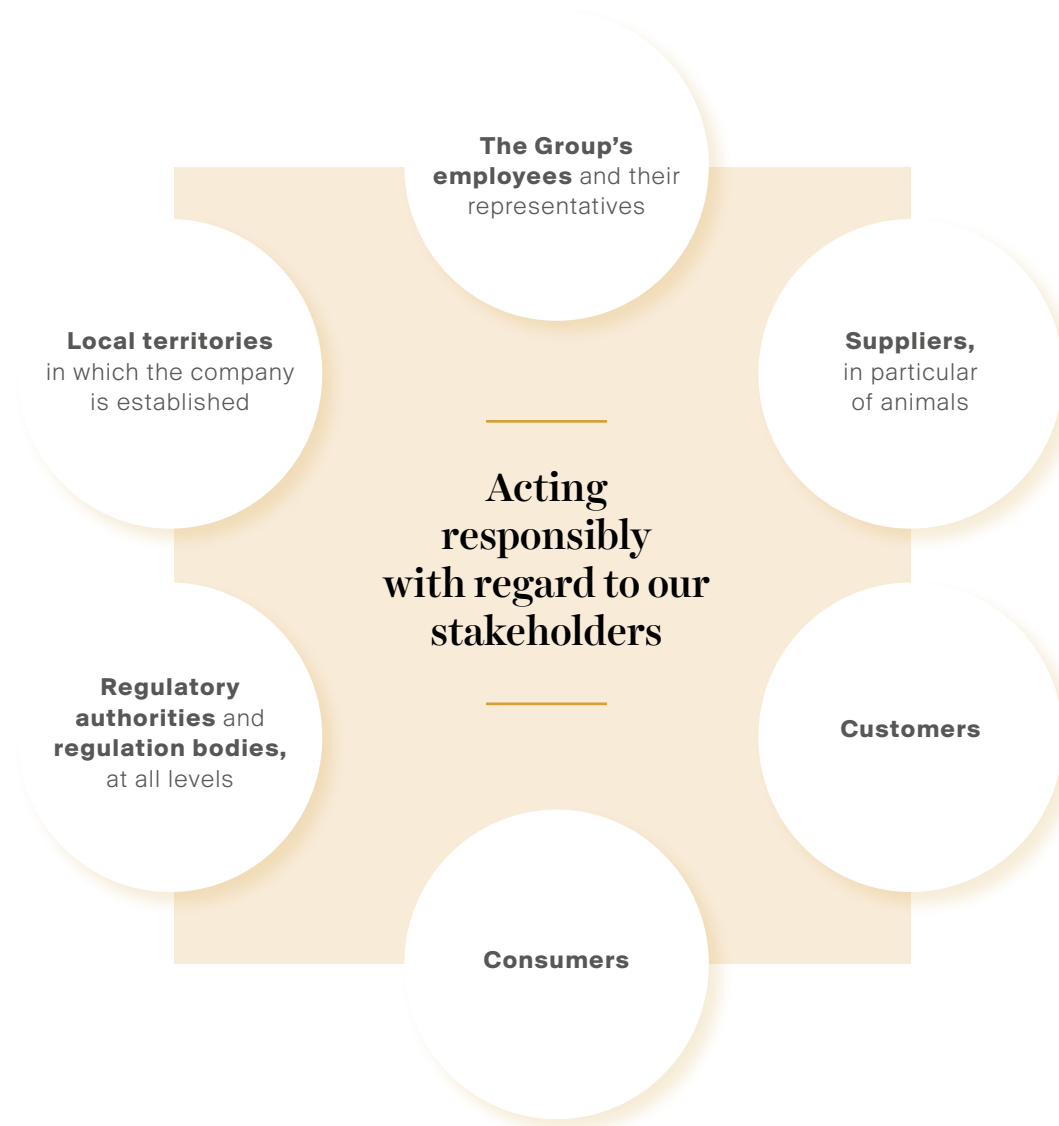 The Group's
employees and their
representatives
Local territories
in which the company
is established
Suppliers,
in particular
of animals
Acting
responsibly
with regard to our
stakeholders
Regulatory
authorities and
regulation bodies,
at all levels
Customers
Consumers